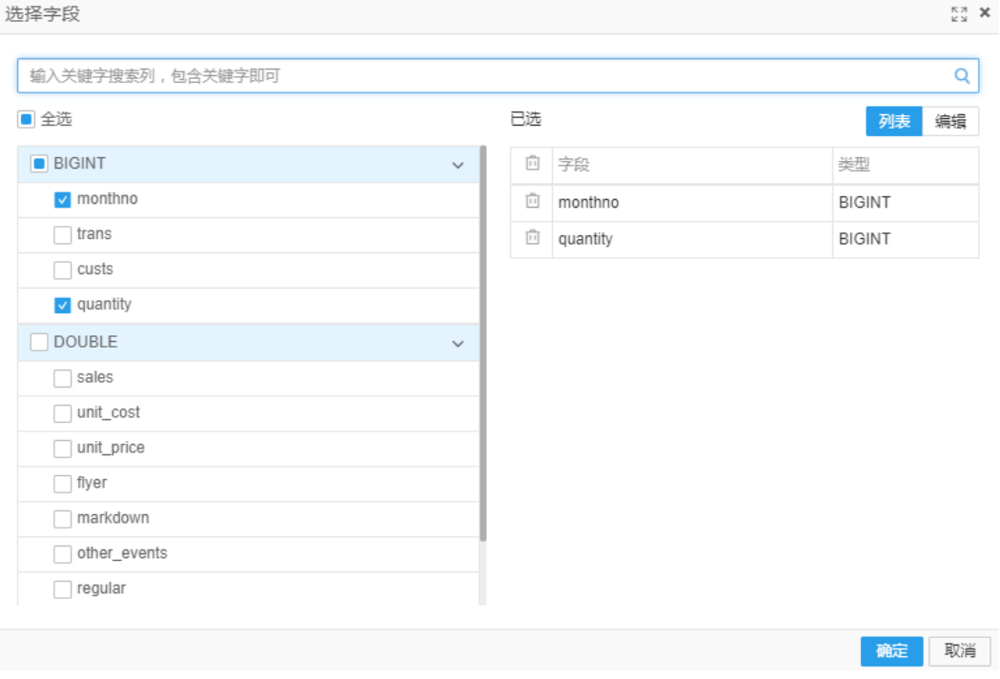 选择字段
输入关键字搜索列，包含关键字即可
全选
BIGINT
monthno
trans
custs
quantity
DOUBLE
sales
unit_cost
unit_price
flyer
markdown
other_events
regular
已选
列表 编辑
字段 类型
monthno BIGINT
quantity BIGINT
确定 取消